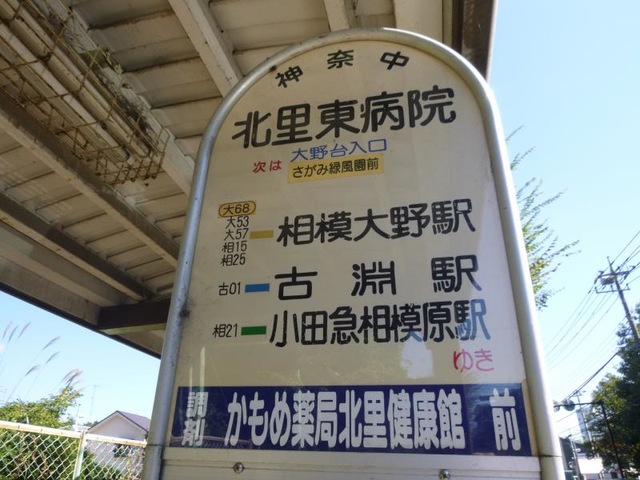 神奈中
北里東病院
次は 大野台入口
さがみ緑風園前
大68
大53
大57
相15
相25
相模大野駅
古01 古淵駅
相21 小田急相模原駅
ゆき
調剤 かもめ薬局北里健康館 前